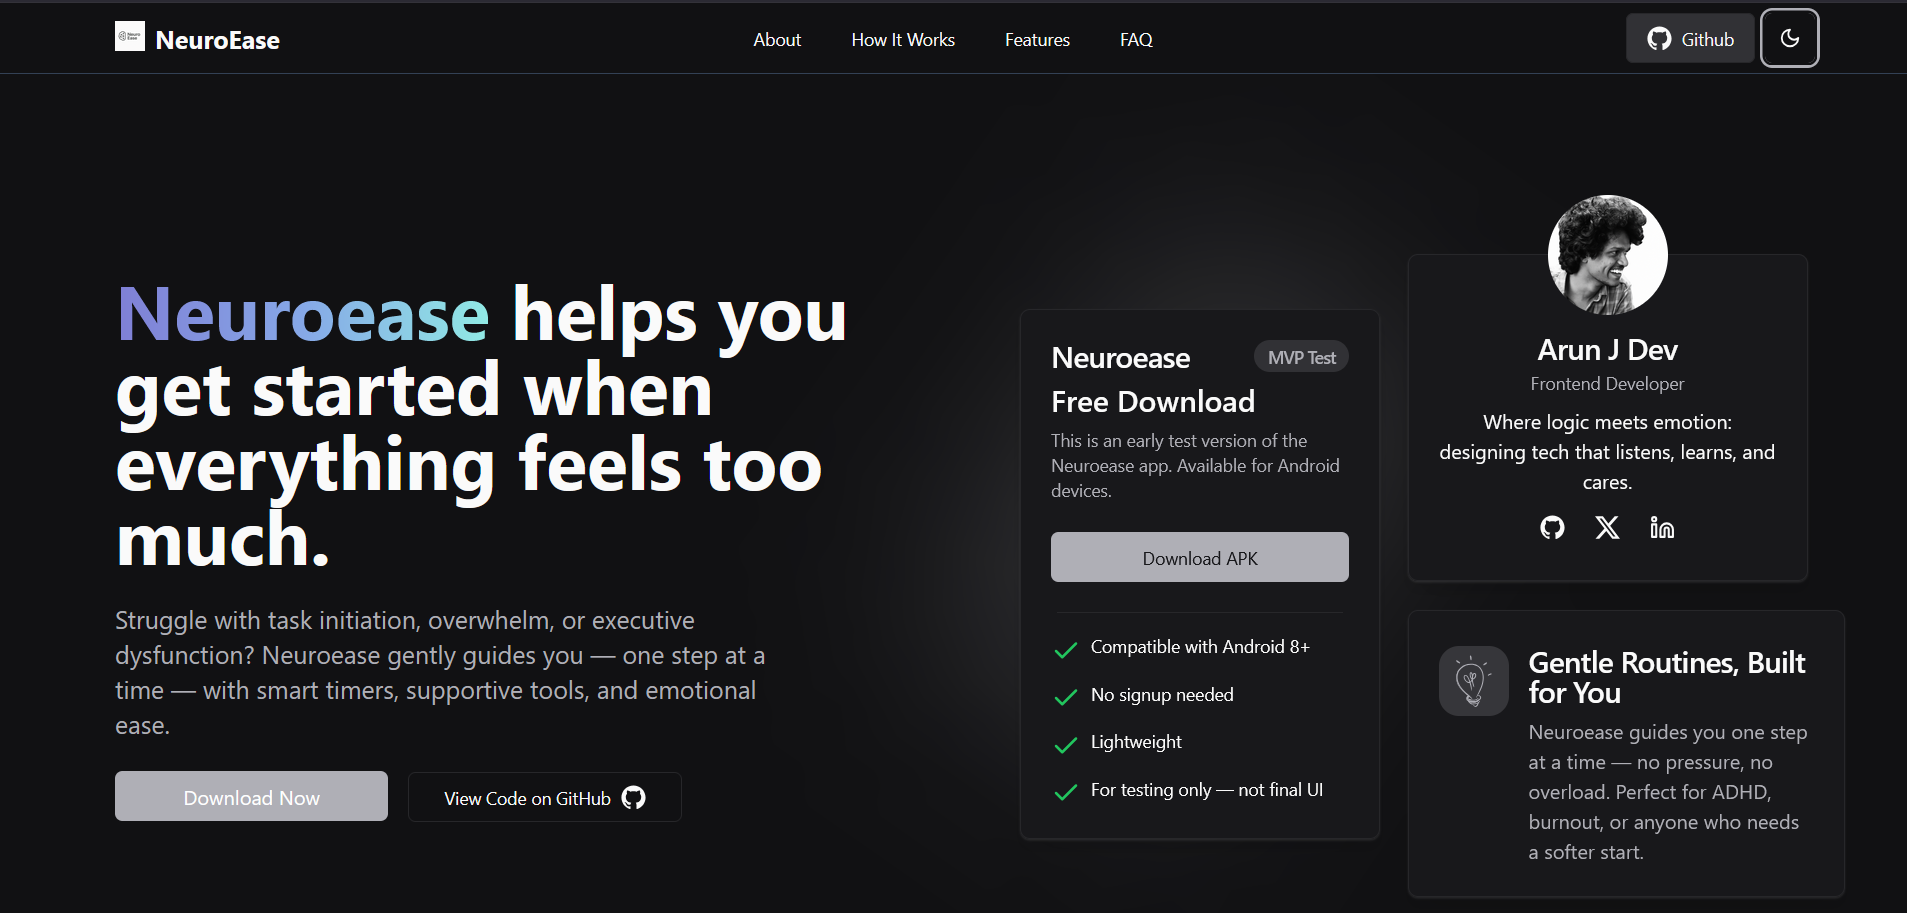 Neuro
Ease
NeuroEase
About
How It Works
Features
FAQ
Github
Neuroease helps you
get started when
everything feels too
much.
Struggle with task initiation, overwhelm, or executive
dysfunction? Neuroease gently guides you — one step at a
time — with smart timers, supportive tools, and emotional
ease.
Download Now
View Code on GitHub
Neuroease
MVP Test
Free Download
This is an early test version of the
Neuroease app. Available for Android
devices.
Download APK
Compatible with Android 8+
No signup needed
Lightweight
For testing only — not final UI
Arun J Dev
Frontend Developer
Where logic meets emotion:
designing tech that listens, learns, and
cares.
Gentle Routines, Built
for You
Neuroease guides you one step
at a time — no pressure, no
overload. Perfect for ADHD,
burnout, or anyone who needs
a softer start.